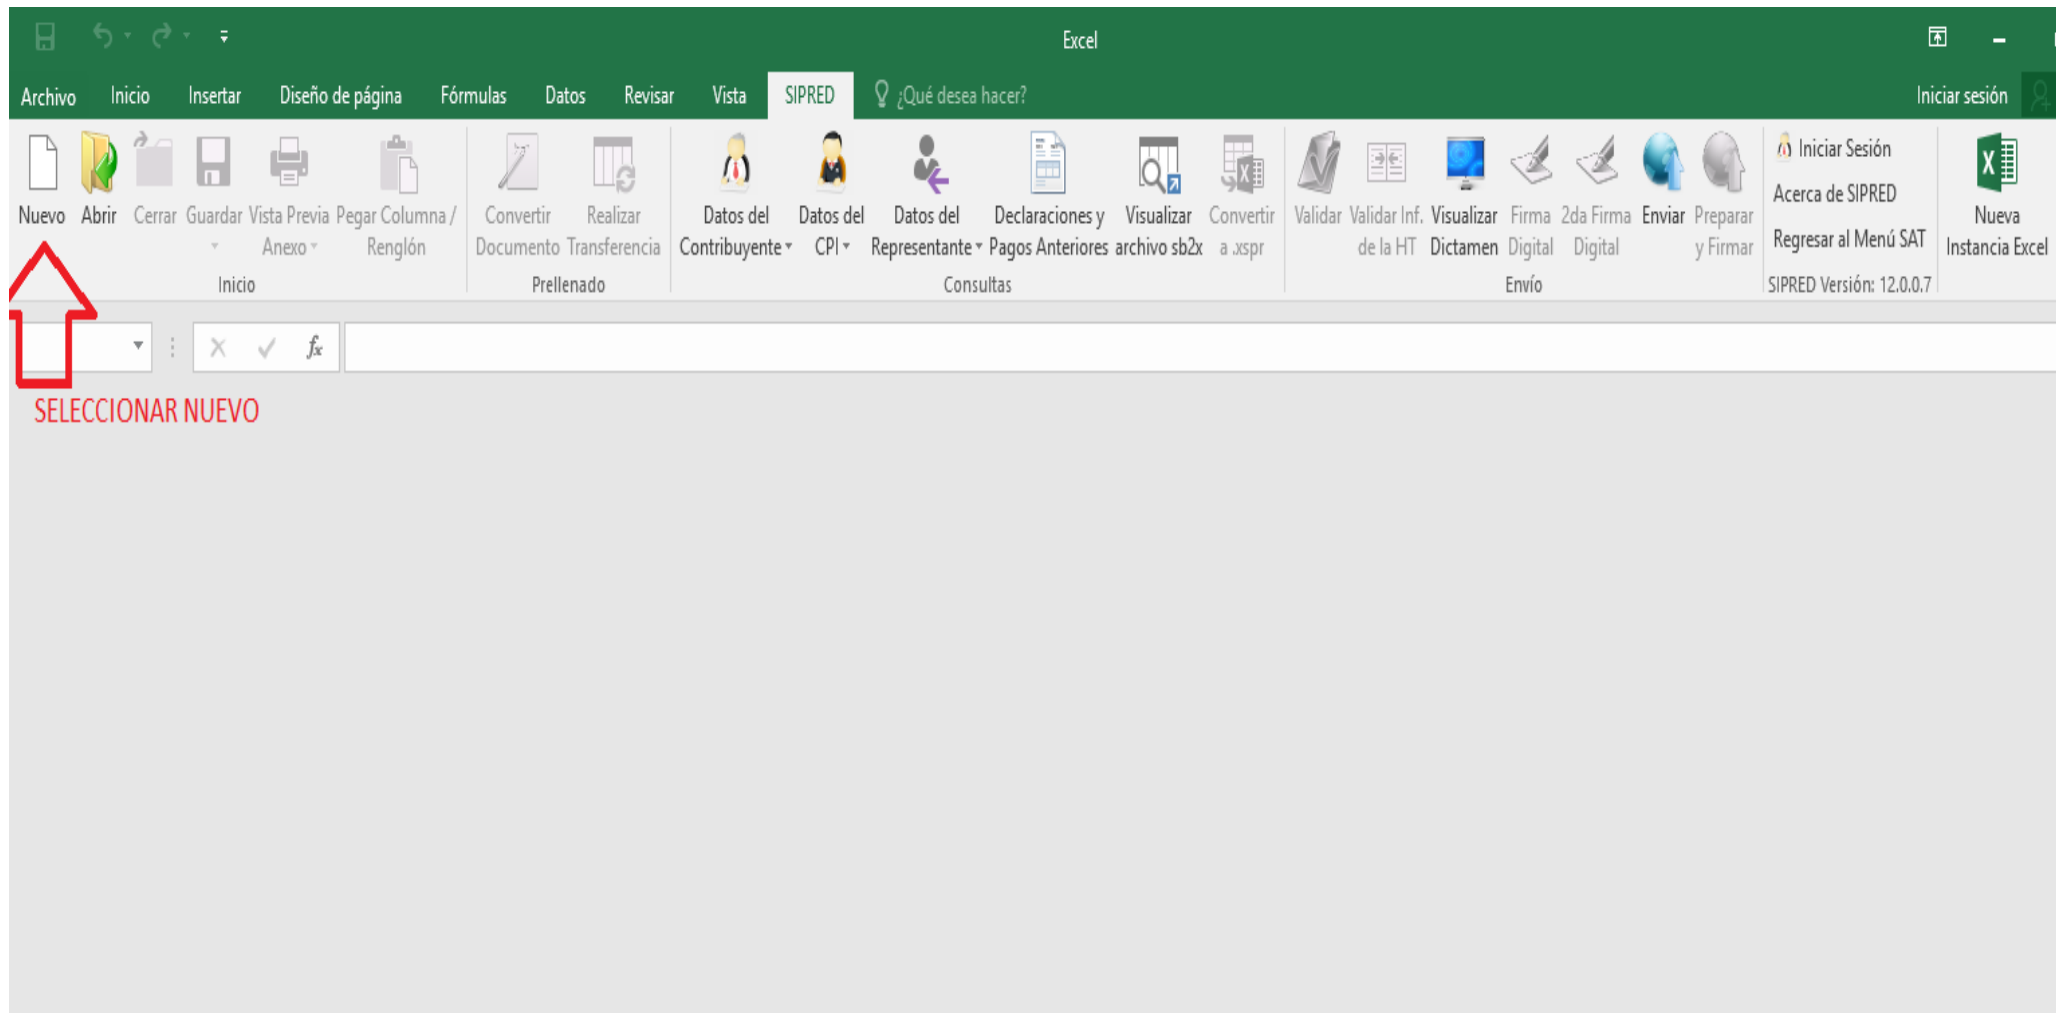 Excel
Archivo Inicio Insertar Diseño de página Fórmulas Datos Revisar Vista SIPRED ¿Qué desea hacer? Iniciar sesión
Nuevo Abrir Cerrar Guardar Vista Previa Anexo Pegar Columna / Renglón
Inicio
Convertir Documento Realizar Transferencia
Prellenado
Datos del Contribuyente Datos del CPI Datos del Representante Declaraciones y Pagos Anteriores Visualizar archivo sb2x Convertir a .xspr
Consultas
Validar Validar Inf. de la HT Visualizar Dictamen Firma Digital 2da Firma Digital Enviar Preparar y Firmar
Envío
Iniciar Sesión
Acerca de SIPRED
Regresar al Menú SAT
SIPRED Versión: 12.0.0.7
Nueva
Instancia Excel
fx
SELECCIONAR NUEVO